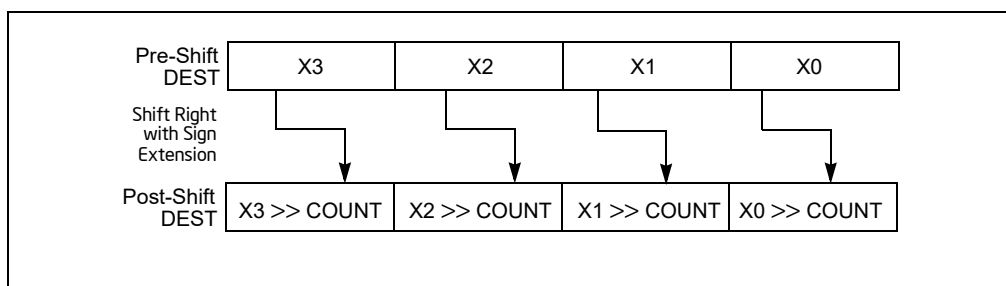 Pre-Shift
DEST
X3 X2 X1 X0
Shift Right
with Sign
Extension
Post-Shift
DEST
X3 >> COUNT X2 >> COUNT X1 >> COUNT X0 >> COUNT